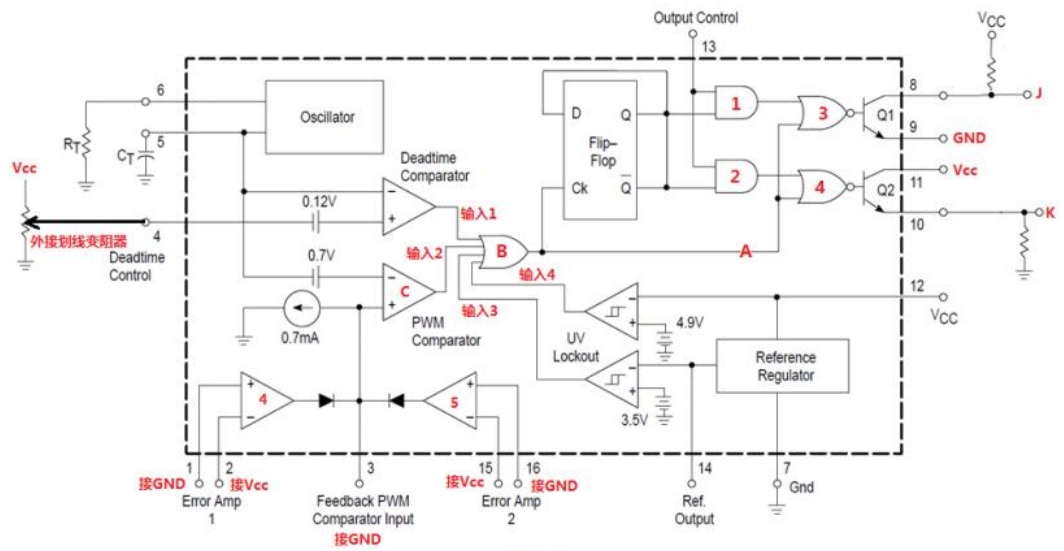 Output Control
13
VCC
6
Oscillator
5
RT
CT
Vcc
外接划线变阻器
4
Deadtime
Control
Deadtime
Comparator
0.12V
0.7V
输入1
输入2
输入3
输入4
B
A
C
PWM
Comparator
0.7mA
D
Q
Flip–
Flop
Ck
Q
1
2
3
4
8
J
Q1
9
GND
Vcc
11
Q2
K
10
12
VCC
4.9V
UV
Lockout
3.5V
Reference
Regulator
4
5
1
2
3
15
16
14
7
接GND
接Vcc
接Vcc
接GND
Error Amp
1
Feedback PWM
Comparator Input
接GND
Error Amp
2
Ref.
Output
Gnd